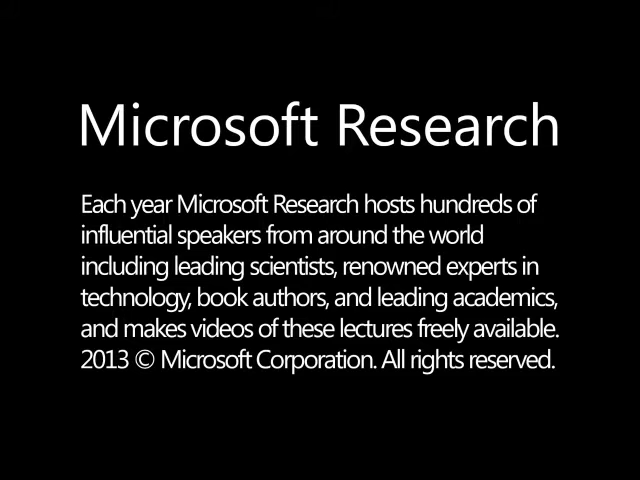 Microsoft Research
Each year Microsoft Research hosts hundreds of
influential speakers from around the world
including leading scientists, renowned experts in
technology, book authors, and leading academics,
and makes videos of these lectures freely available.
2013 © Microsoft Corporation. All rights reserved.